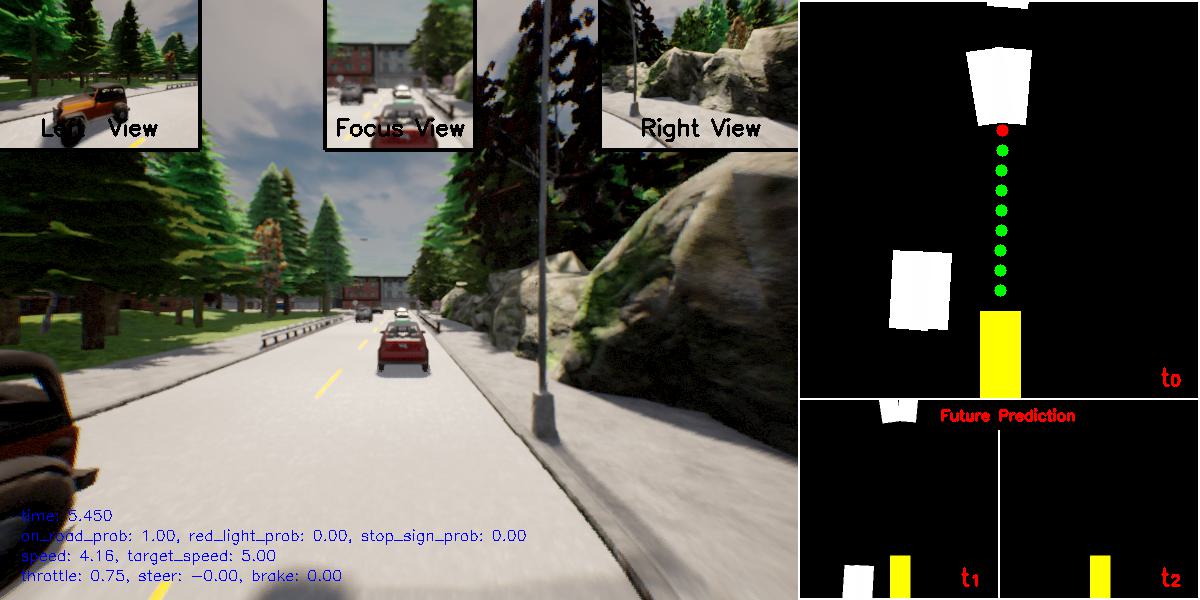 Left View
Focus View
Right View
time: 5.450
on_road_prob: 1.00, red_light_prob: 0.00, stop_sign_prob: 0.00
speed: 4.16, target_speed: 5.00
throttle: 0.75, steer: −0.00, brake: 0.00
t0
Future Prediction
t1
t2